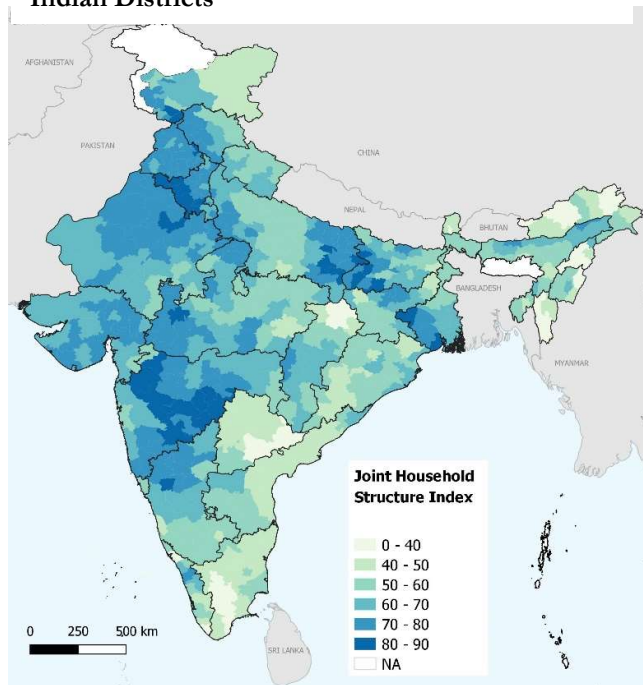 Indian Districts
AFGHANISTAN
PAKISTAN
CHINA
NEPAL
BHUTAN
BANGLADESH
MYANMAR
SRI LANKA
Joint Household
Structure Index
0 - 40
40 - 50
50 - 60
60 - 70
70 - 80
80 - 90
NA
0 250 500 km